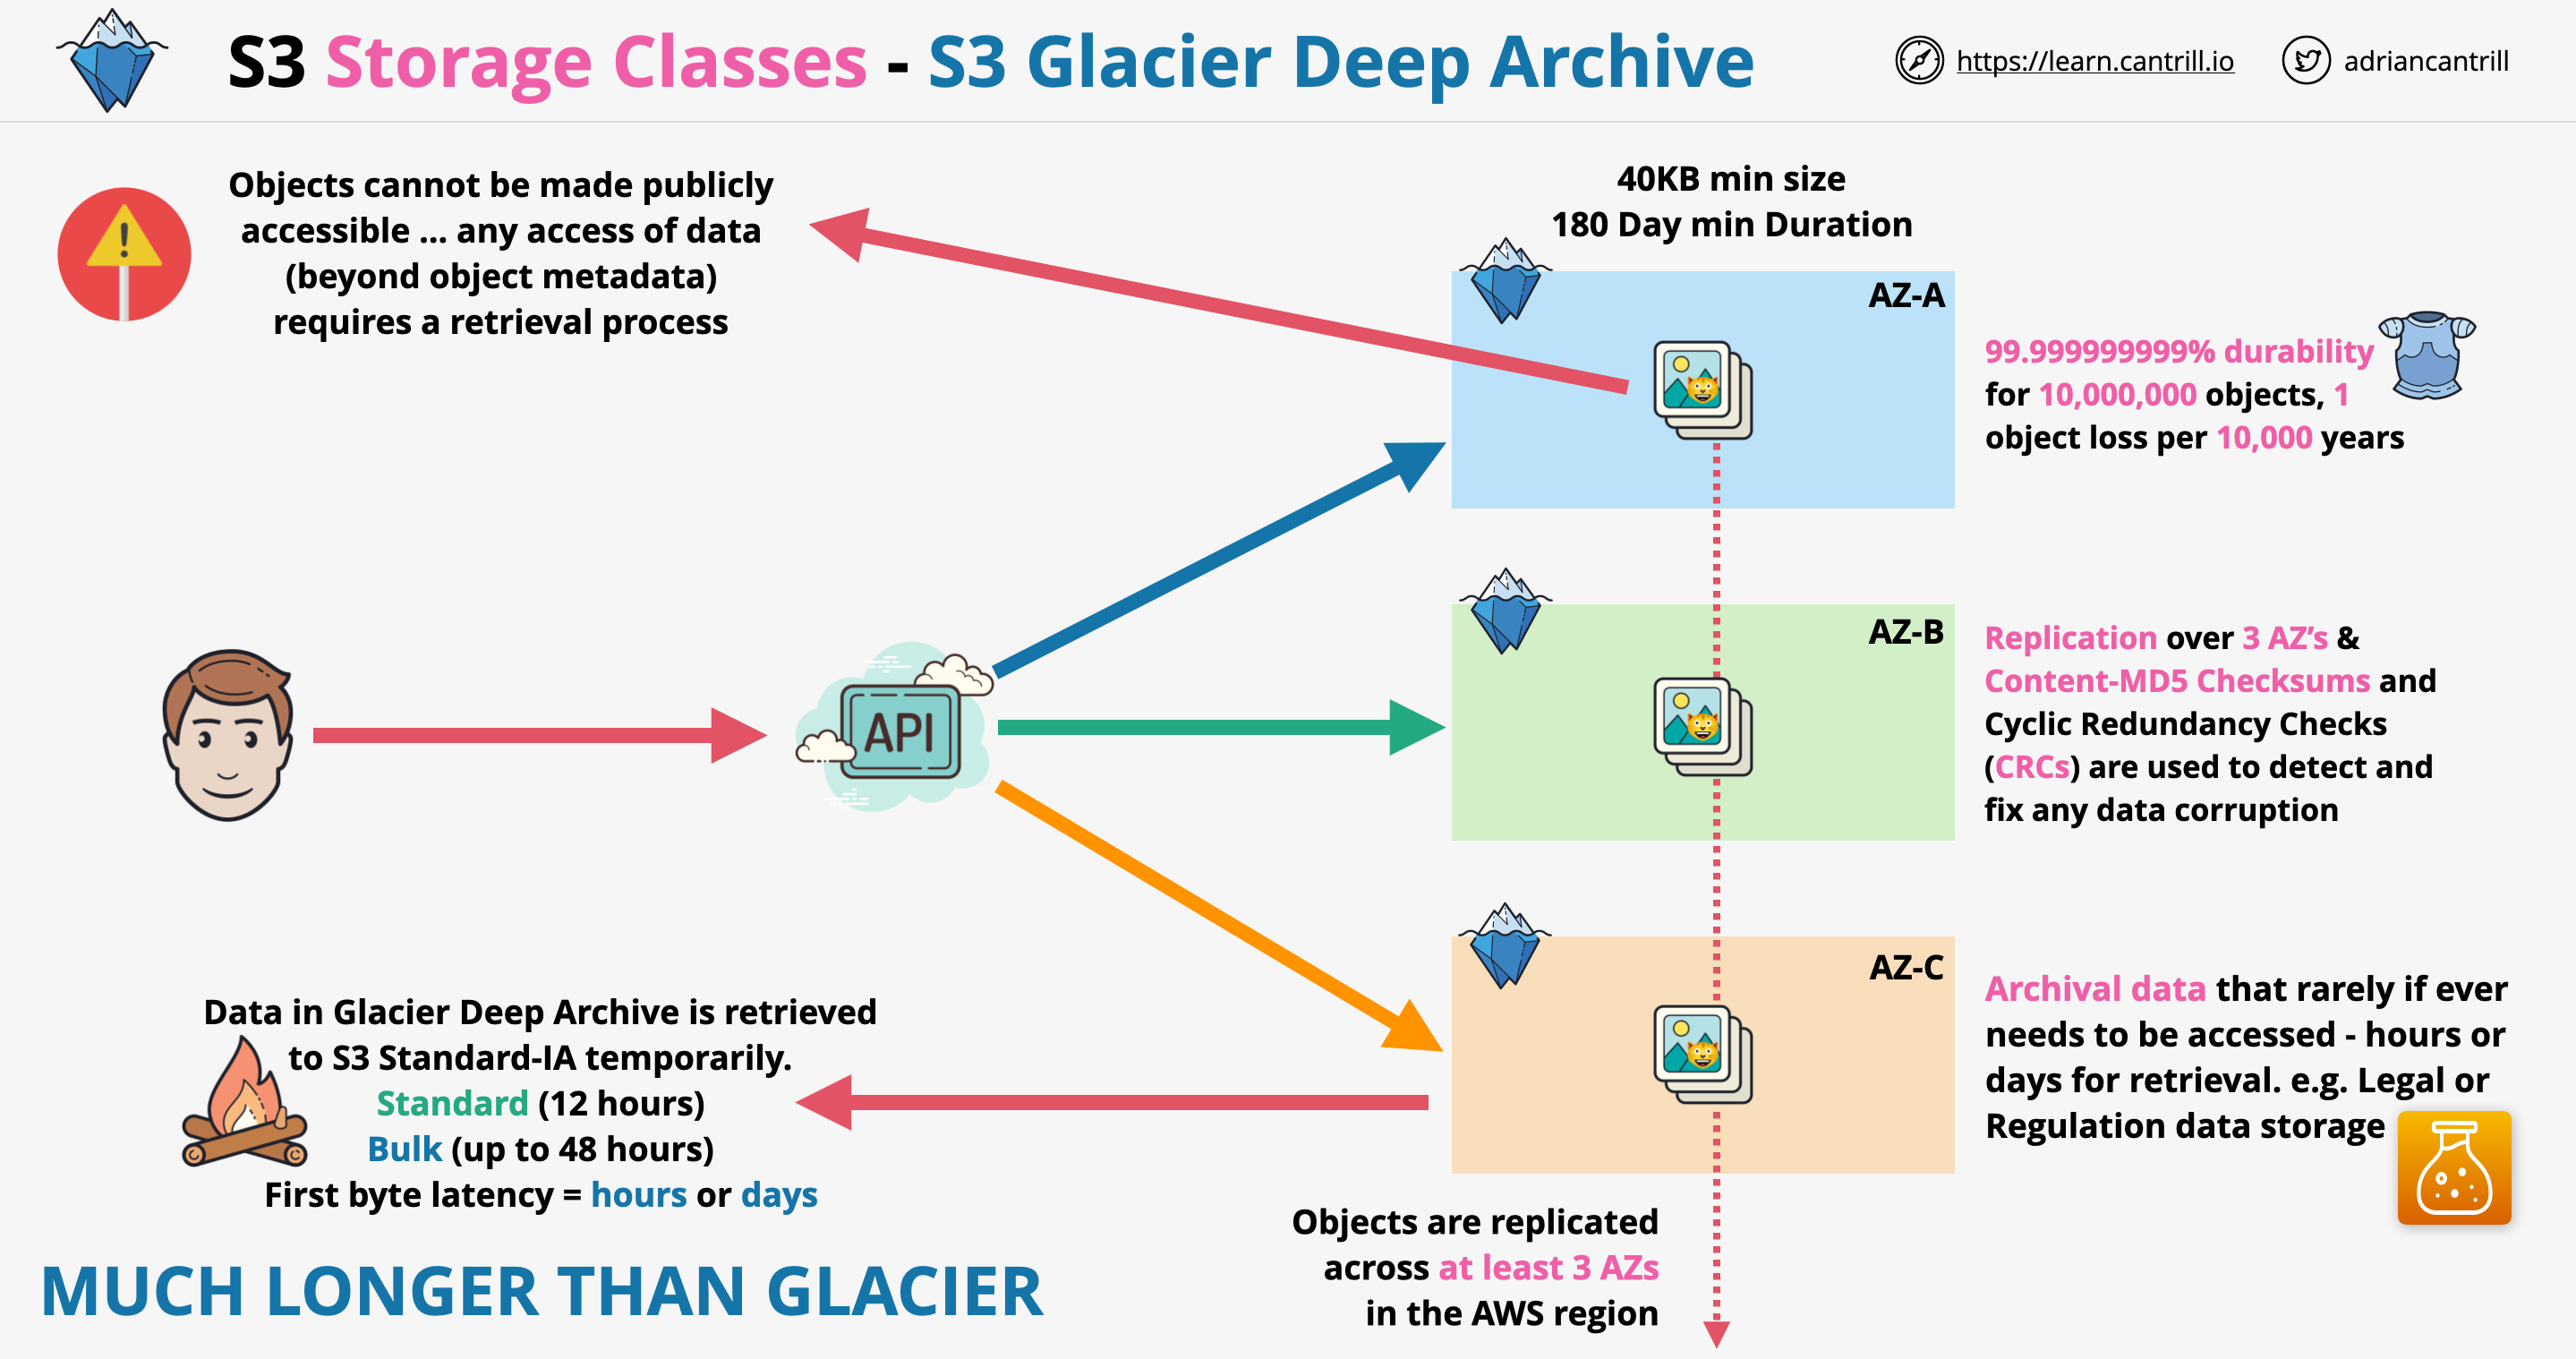 S3 Storage Classes - S3 Glacier Deep Archive
https://learn.cantrill.io
adriancantrill
Objects cannot be made publicly
accessible ... any access of data
(beyond object metadata)
requires a retrieval process
40KB min size
180 Day min Duration
AZ-A
99.999999999% durability
for 10,000,000 objects, 1
object loss per 10,000 years
API
AZ-B
Replication over 3 AZ’s &
Content-MD5 Checksums and
Cyclic Redundancy Checks
(CRCs) are used to detect and
fix any data corruption
AZ-C
Archival data that rarely if ever
needs to be accessed - hours or
days for retrieval. e.g. Legal or
Regulation data storage
Data in Glacier Deep Archive is retrieved
to S3 Standard-IA temporarily.
Standard (12 hours)
Bulk (up to 48 hours)
First byte latency = hours or days
MUCH LONGER THAN GLACIER
Objects are replicated
across at least 3 AZs
in the AWS region